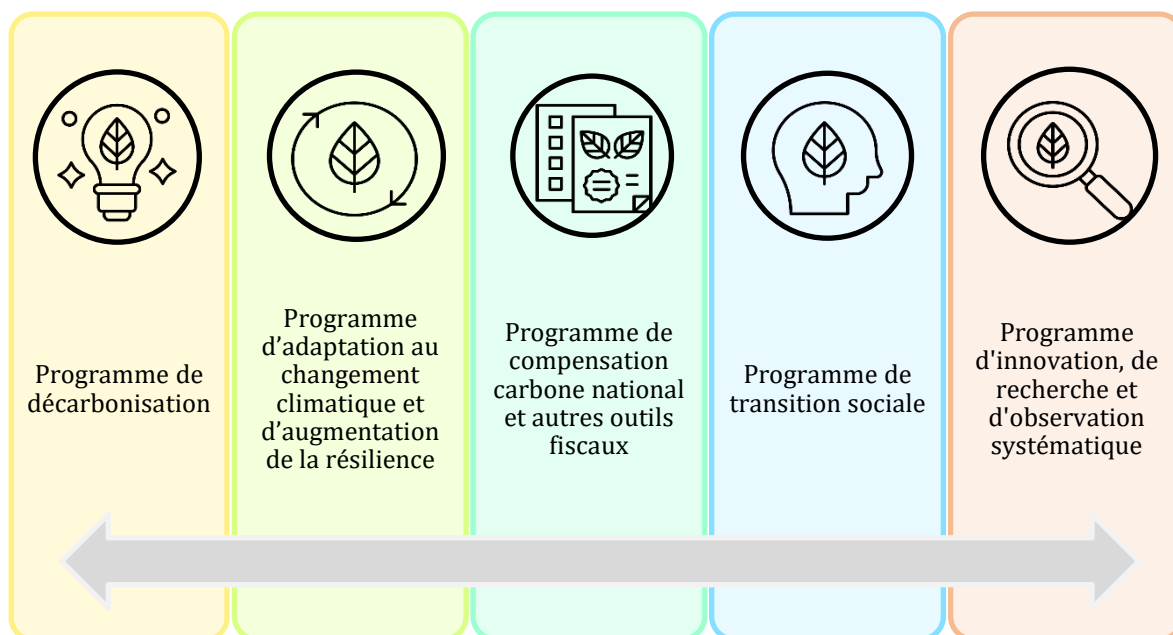 Programme de
décarbonisation
Programme
d’adaptation au
changement
climatique et
d’augmentation
de la résilience
Programme de
compensation
carbone national
et autres outils
fiscaux
Programme de
transition sociale
Programme
d'innovation, de
recherche et
d'observation
systématique